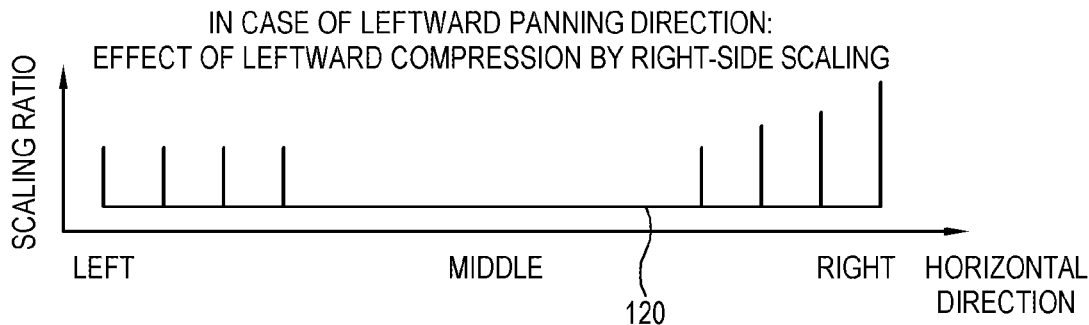 IN CASE OF LEFTWARD PANNING DIRECTION:
EFFECT OF LEFTWARD COMPRESSION BY RIGHT-SIDE SCALING
SCALING RATIO
LEFT
MIDDLE
RIGHT
HORIZONTAL
DIRECTION
120